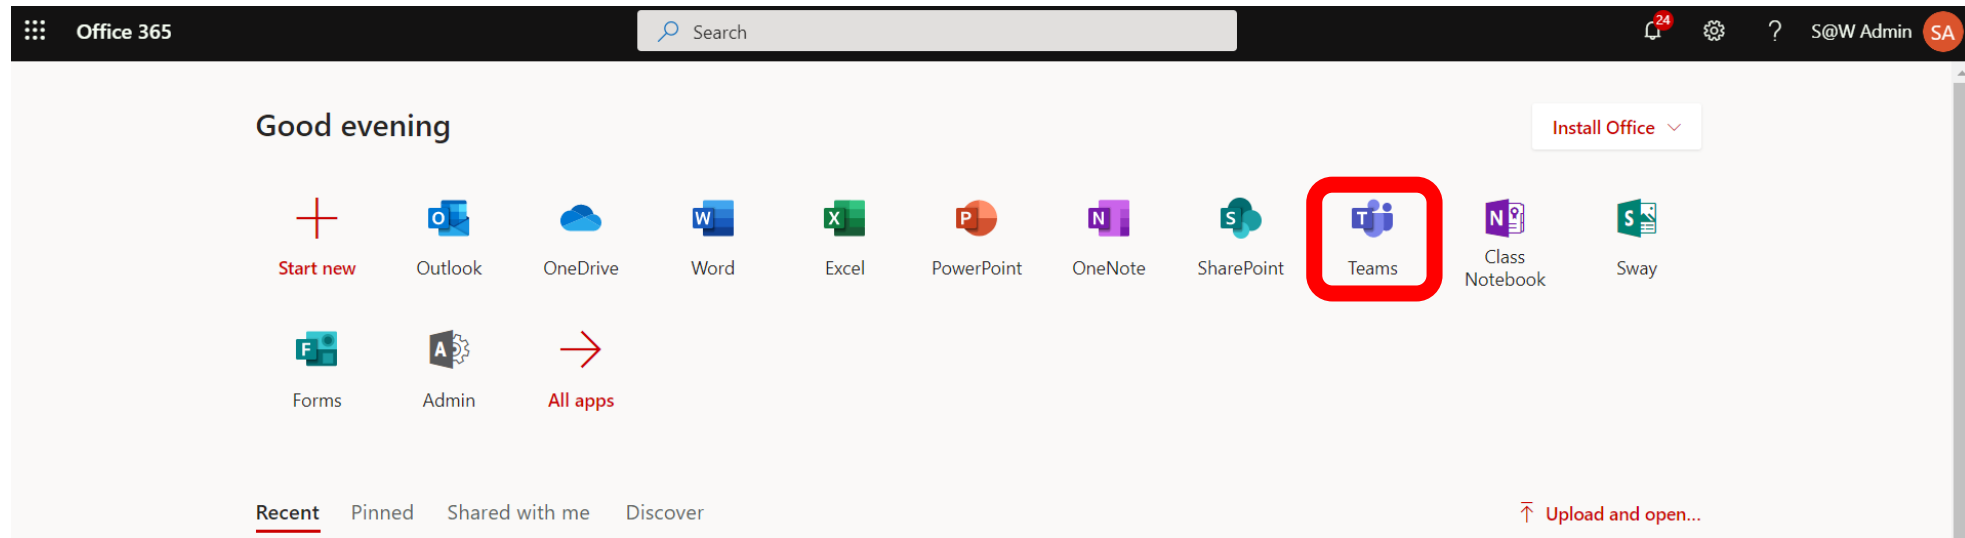 Office 365
Search
24
?
S@W Admin
SA
Good evening
Install Office
O
W
X
P
N
S
T
N
S
Start new
Outlook
OneDrive
Word
Excel
PowerPoint
OneNote
SharePoint
Teams
Class
Notebook
Sway
F
A
Forms
Admin
All apps
Recent
Pinned
Shared with me
Discover
Upload and open...